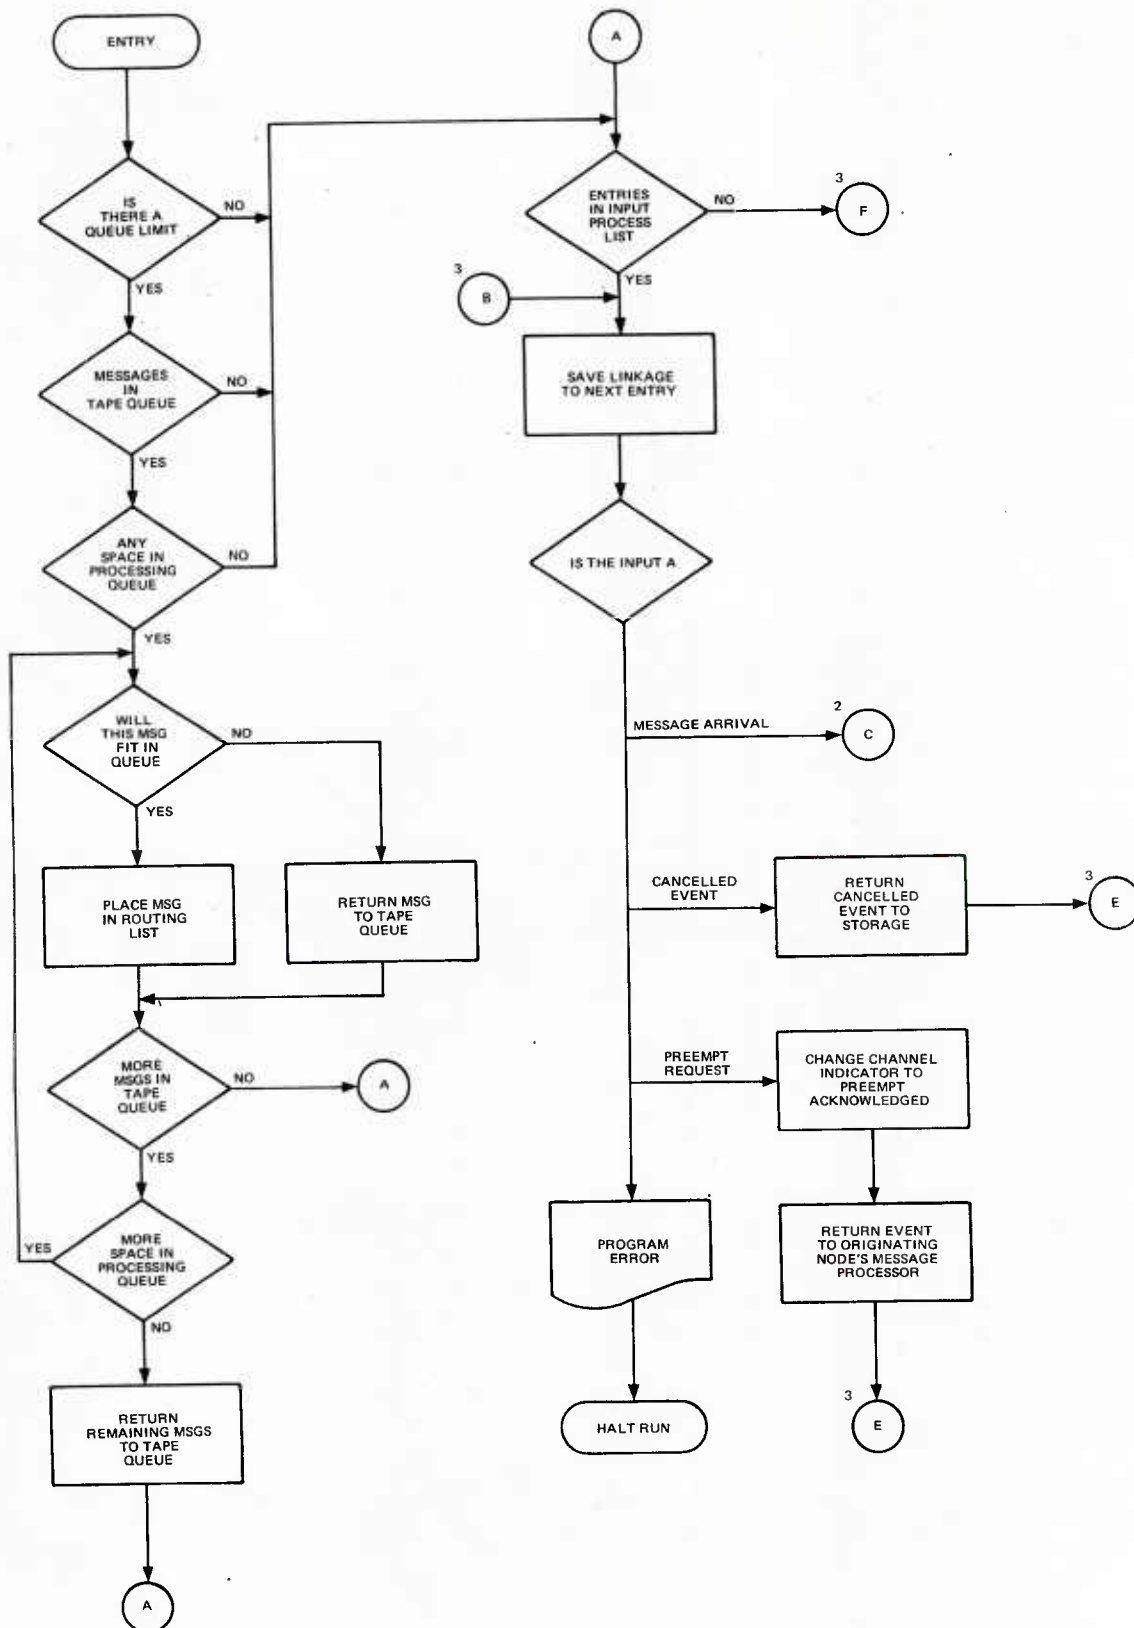 ENTRY
IS
THERE A
QUEUE LIMIT
NO
YES
MESSAGES
IN
TAPE QUEUE
NO
YES
ANY
SPACE IN
PROCESSING
QUEUE
NO
YES
WILL
THIS MSG
FIT IN
QUEUE
NO
YES
PLACE MSG
IN ROUTING
LIST
RETURN MSG
TO TAPE
QUEUE
MORE
MSGS IN
TAPE
QUEUE
NO
A
YES
MORE
SPACE IN
PROCESSING
QUEUE
YES
NO
RETURN
REMAINING MSGS
TO TAPE
QUEUE
A
A
ENTRIES
IN INPUT
PROCESS
LIST
NO
3
F
YES
3
B
SAVE LINKAGE
TO NEXT ENTRY
IS THE INPUT A
MESSAGE ARRIVAL
2
C
CANCELLED
EVENT
RETURN
CANCELLED
EVENT TO
STORAGE
3
E
PREEMPT
REQUEST
CHANGE CHANNEL
INDICATOR TO
PREEMPT
ACKNOWLEDGED
RETURN EVENT
TO ORIGINATING
NODE'S MESSAGE
PROCESSOR
3
E
PROGRAM
ERROR
HALT RUN